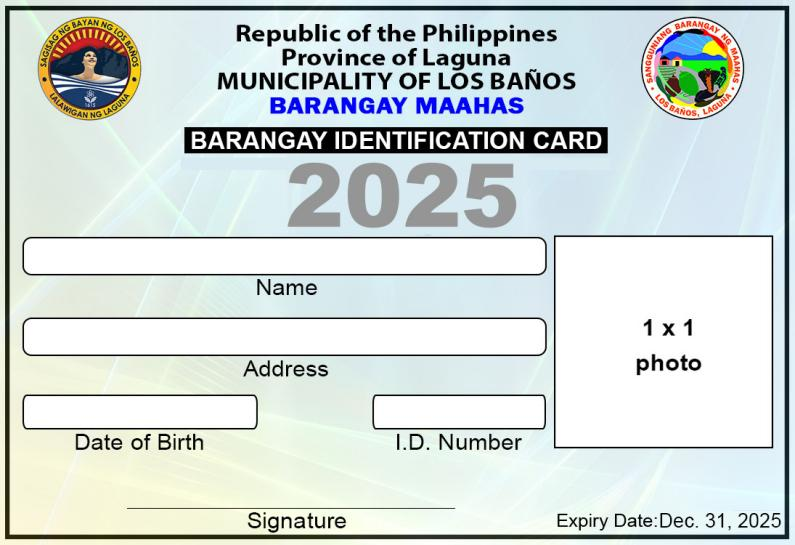 Republic of the Philippines
Province of Laguna
MUNICIPALITY OF LOS BAÑOS
BARANGAY MAAHAS
SAGISAG NG BAYAN NG LOS BAÑOS
LALAWIGAN NG LAGUNA
1615
SANGGUNIANG BARANGAY NG MAAHAS
LOS BAÑOS, LAGUNA
BARANGAY IDENTIFICATION CARD
2025
Name
1 x 1
photo
Address
Date of Birth
I.D. Number
Signature
Expiry Date:Dec. 31, 2025